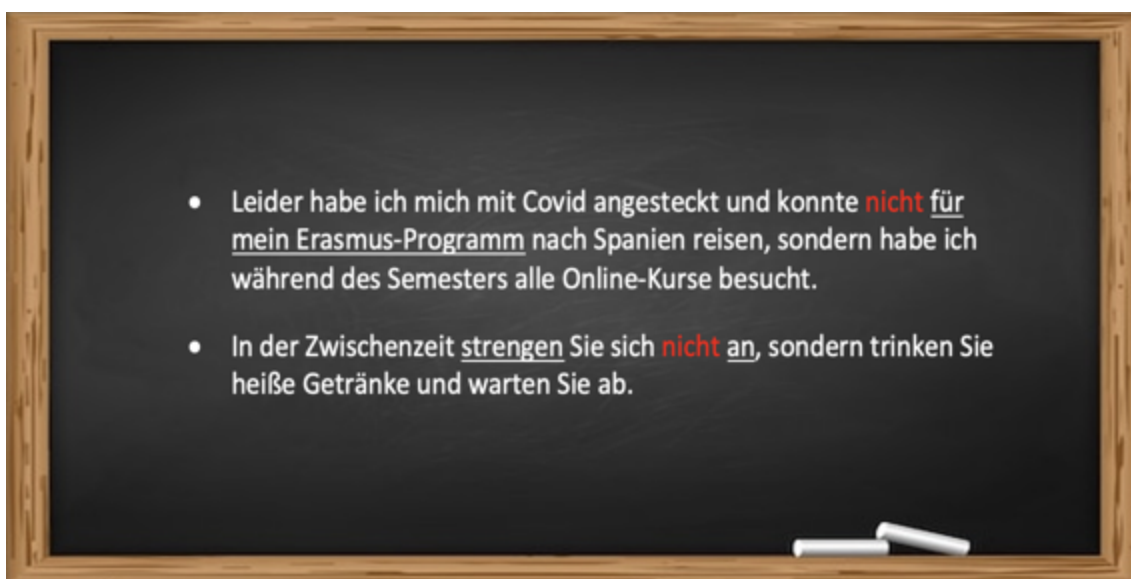 • Leider habe ich mich mit Covid angesteckt und konnte nicht für
mein Erasmus-Programm nach Spanien reisen, sondern habe ich
während des Semesters alle Online-Kurse besucht.
• In der Zwischenzeit strengen Sie sich nicht an, sondern trinken Sie
heiße Getränke und warten Sie ab.